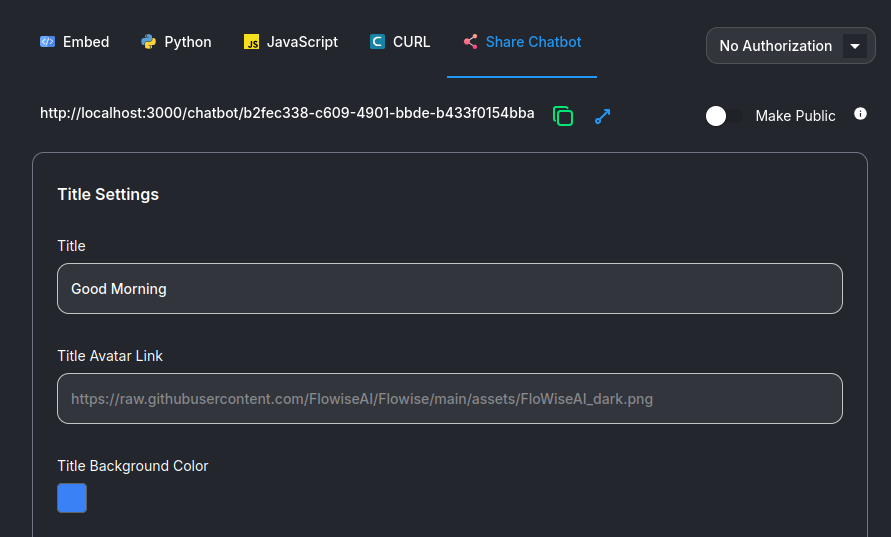 Embed Python JavaScript CURL Share Chatbot No Authorization
http://localhost:3000/chatbot/b2fec338-c609-4901-bbde-b433f0154bba Make Public
Title Settings
Title
Good Morning
Title Avatar Link
https://raw.githubusercontent.com/FlowiseAI/Flowise/main/assets/FloWiseAI_dark.png
Title Background Color